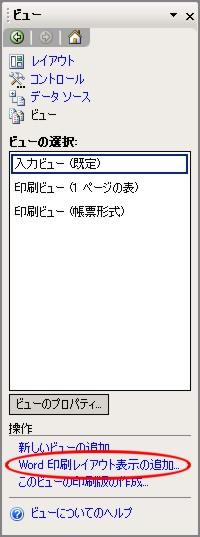 ビュー
レイアウト
コントロール
データ ソース
ビュー
ビューの選択:
入力ビュー (既定)
印刷ビュー (1 ページの表)
印刷ビュー (帳票形式)
ビューのプロパティ...
操作
新しいビューの追加...
Word 印刷レイアウト表示の追加...
このビューの印刷版の作成...
ビューについてのヘルプ